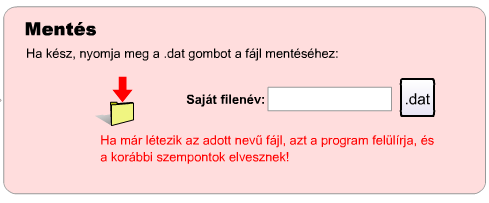 Mentés
Ha kész, nyomja meg a .dat gombot a fájl mentéséhez:
Saját filenév:
.dat
Ha már létezik az adott nevű fájl, azt a program felülírja, és
a korábbi szempontok elvesznek!